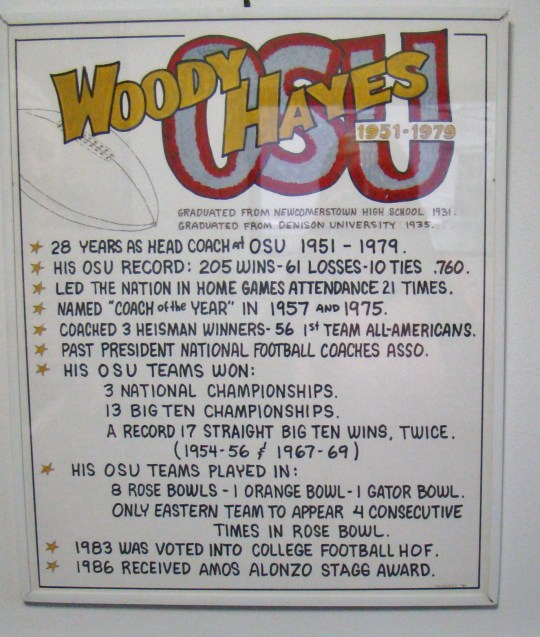 WOODY HAYES OSU
1951-1979
GRADUATED FROM NEWCOMERSTOWN HIGH SCHOOL 1931.
GRADUATED FROM DENISON UNIVERSITY 1935.
28 YEARS AS HEAD COACH at OSU 1951 - 1979.
HIS OSU RECORD: 205 WINS-61 LOSSES-10 TIES .760.
LED THE NATION IN HOME GAMES ATTENDANCE 21 TIMES.
NAMED "COACH of the YEAR" IN 1957 AND 1975.
COACHED 3 HEISMAN WINNERS-56 1st TEAM ALL-AMERICANS.
PAST PRESIDENT NATIONAL FOOTBALL COACHES ASSO.
HIS OSU TEAMS WON:
3 NATIONAL CHAMPIONSHIPS.
13 BIG TEN CHAMPIONSHIPS.
A RECORD 17 STRAIGHT BIG TEN WINS, TWICE.
(1954-56 & 1967-69)
HIS OSU TEAMS PLAYED IN:
8 ROSE BOWLS - 1 ORANGE BOWL - 1 GATOR BOWL.
ONLY EASTERN TEAM TO APPEAR 4 CONSECUTIVE
TIMES IN ROSE BOWL.
1983 WAS VOTED INTO COLLEGE FOOTBALL HOF.
1986 RECEIVED AMOS ALONZO STAGG AWARD.